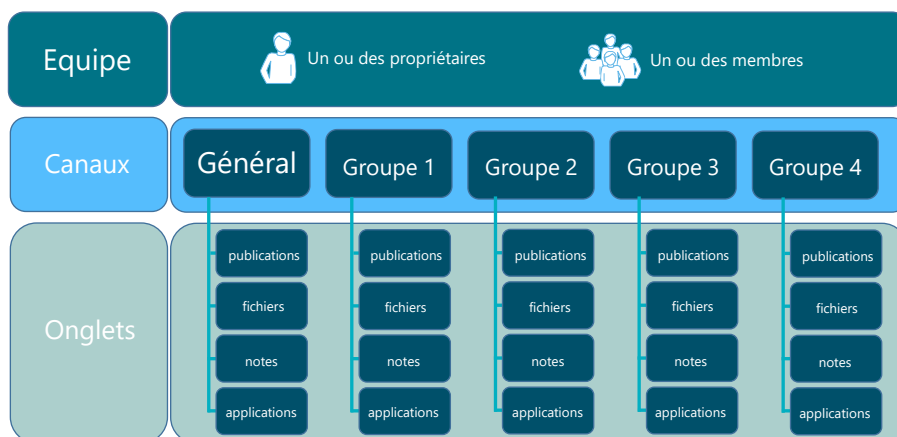 Equipe
Un ou des propriétaires
Un ou des membres
Canaux
Général
Groupe 1
Groupe 2
Groupe 3
Groupe 4
Onglets
publications
publications
publications
publications
publications
fichiers
fichiers
fichiers
fichiers
fichiers
notes
notes
notes
notes
notes
applications
applications
applications
applications
applications